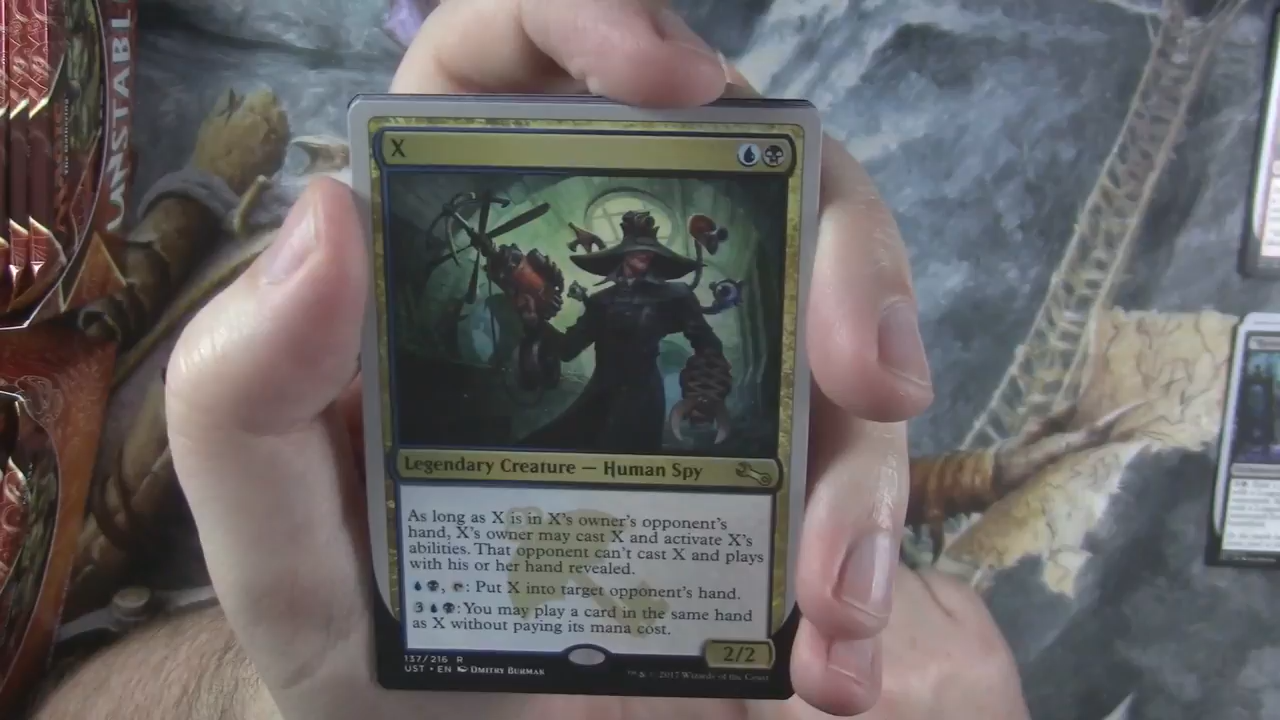 UNSTABL
X
Legendary Creature — Human Spy
As long as X is in X's owner's opponent's
hand, X's owner may cast X and activate X's
abilities. That opponent can't cast X and plays
with his or her hand revealed.
, : Put X into target opponent's hand.
3 : You may play a card in the same hand
as X without paying its mana cost.
2/2
137/216 R
UST • EN DMITRY BURMAK
™ & © 2017 Wizards of the Coast